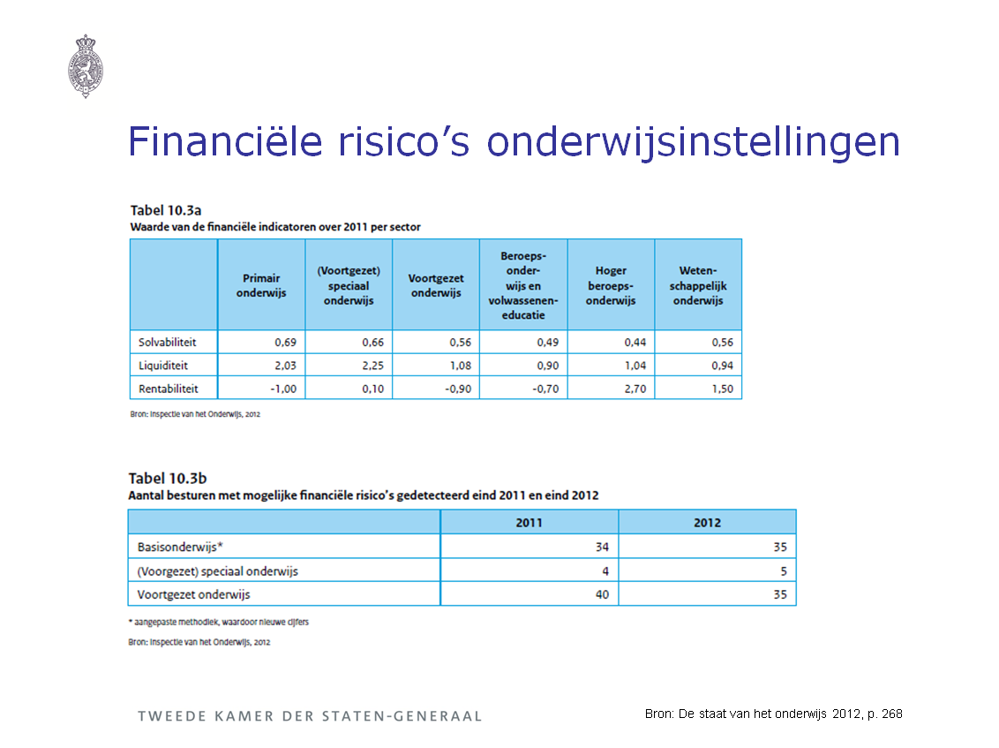 Financiële risico’s onderwijsinstellingen
Tabel 10.3a
Waarde van de financiële indicatoren over 2011 per sector
Primair onderwijs (Voortgezet) speciaal onderwijs Voortgezet onderwijs Beroeps-onder-wijs en volwassenen-educatie Hoger beroeps-onderwijs Weten-schappelijk onderwijs
Solvabiliteit 0,69 0,66 0,56 0,49 0,44 0,56
Liquiditeit 2,03 2,25 1,08 0,90 1,04 0,94
Rentabiliteit -1,00 0,10 -0,90 -0,70 2,70 1,50
Bron: Inspectie van het Onderwijs, 2012
Tabel 10.3b
Aantal besturen met mogelijke financiële risico’s gedetecteerd eind 2011 en eind 2012
2011 2012
Basisonderwijs* 34 35
(Voorgezet) speciaal onderwijs 4 5
Voortgezet onderwijs 40 35
* aangepaste methodiek, waardoor nieuwe cijfers
Bron: Inspectie van het Onderwijs, 2012
TWEEDE KAMER DER STATEN-GENERAAL
Bron: De staat van het onderwijs 2012, p. 268